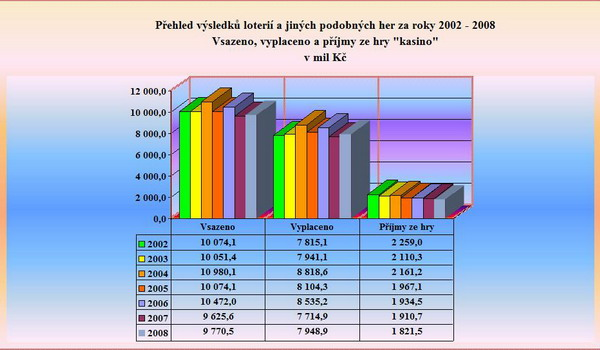 Přehled výsledků loterií a jiných podobných her za roky 2002 - 2008
Vsazeno, vyplaceno a příjmy ze hry "kasino"
v mil Kč
12 000,0
10 000,0
8 000,0
6 000,0
4 000,0
2 000,0
0,0
Vsazeno Vyplaceno Příjmy ze hry
2002 10 074,1 7 815,1 2 259,0
2003 10 051,4 7 941,1 2 110,3
2004 10 980,1 8 818,6 2 161,2
2005 10 074,1 8 104,3 1 967,1
2006 10 472,0 8 535,2 1 934,5
2007 9 625,6 7 714,9 1 910,7
2008 9 770,5 7 948,9 1 821,5